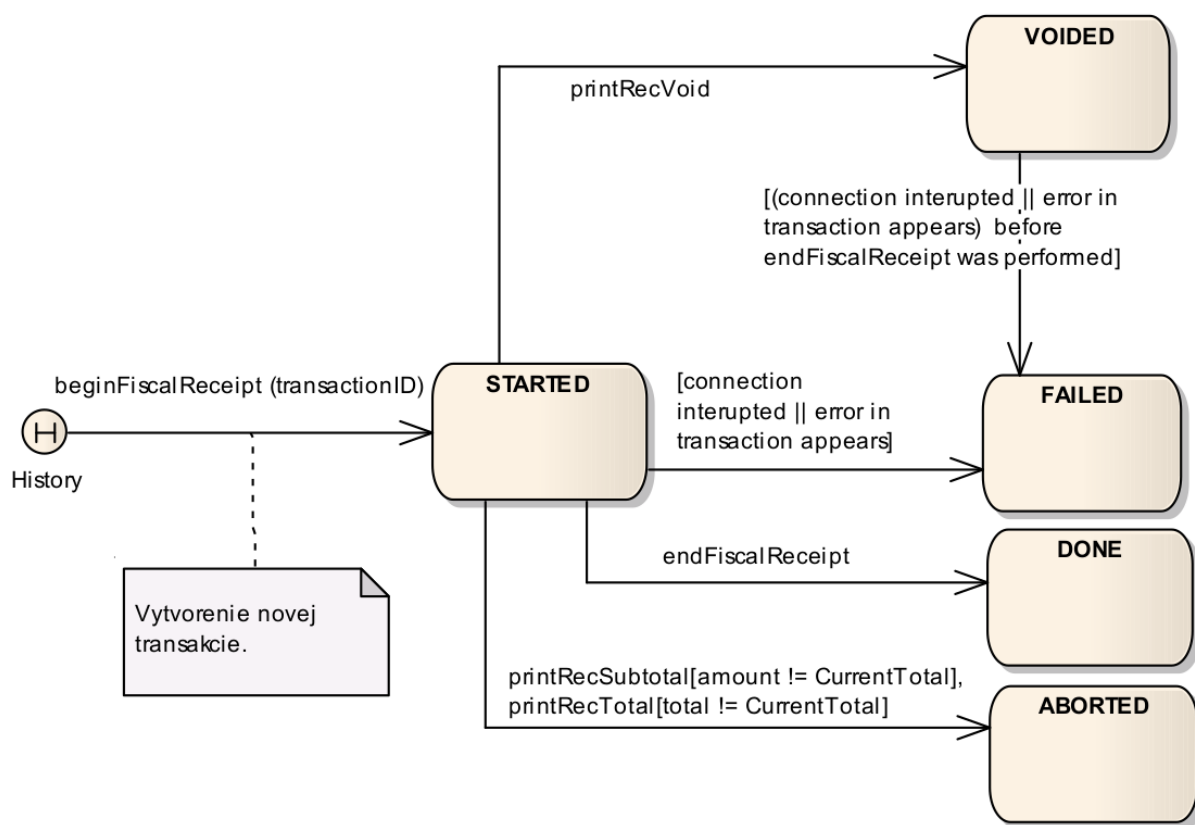 VOIDED
printRecVoid
[(connection interupted || error in
transaction appears) before
endFiscalReceipt was performed]
beginFiscalReceipt (transactionID)
STARTED
[connection
interupted || error in
transaction appears]
FAILED
H
History
DONE
endFiscalReceipt
Vytvorenie novej
transakcie.
printRecSubtotal[amount != CurrentTotal],
printRecTotal[total != CurrentTotal]
ABORTED